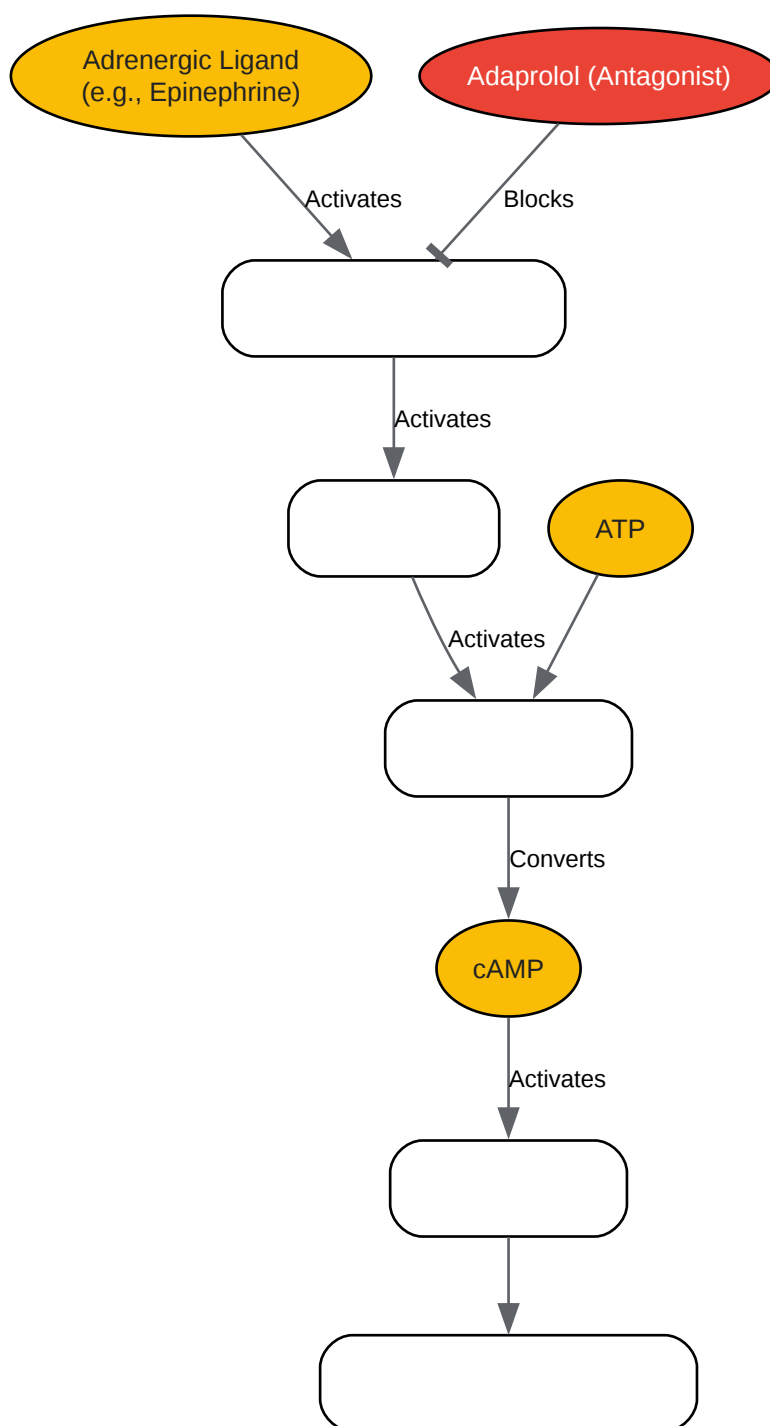 Adrenergic Ligand
(e.g., Epinephrine)
Adaprolol (Antagonist)
Activates
Blocks
Activates
ATP
Activates
Converts
cAMP
Activates